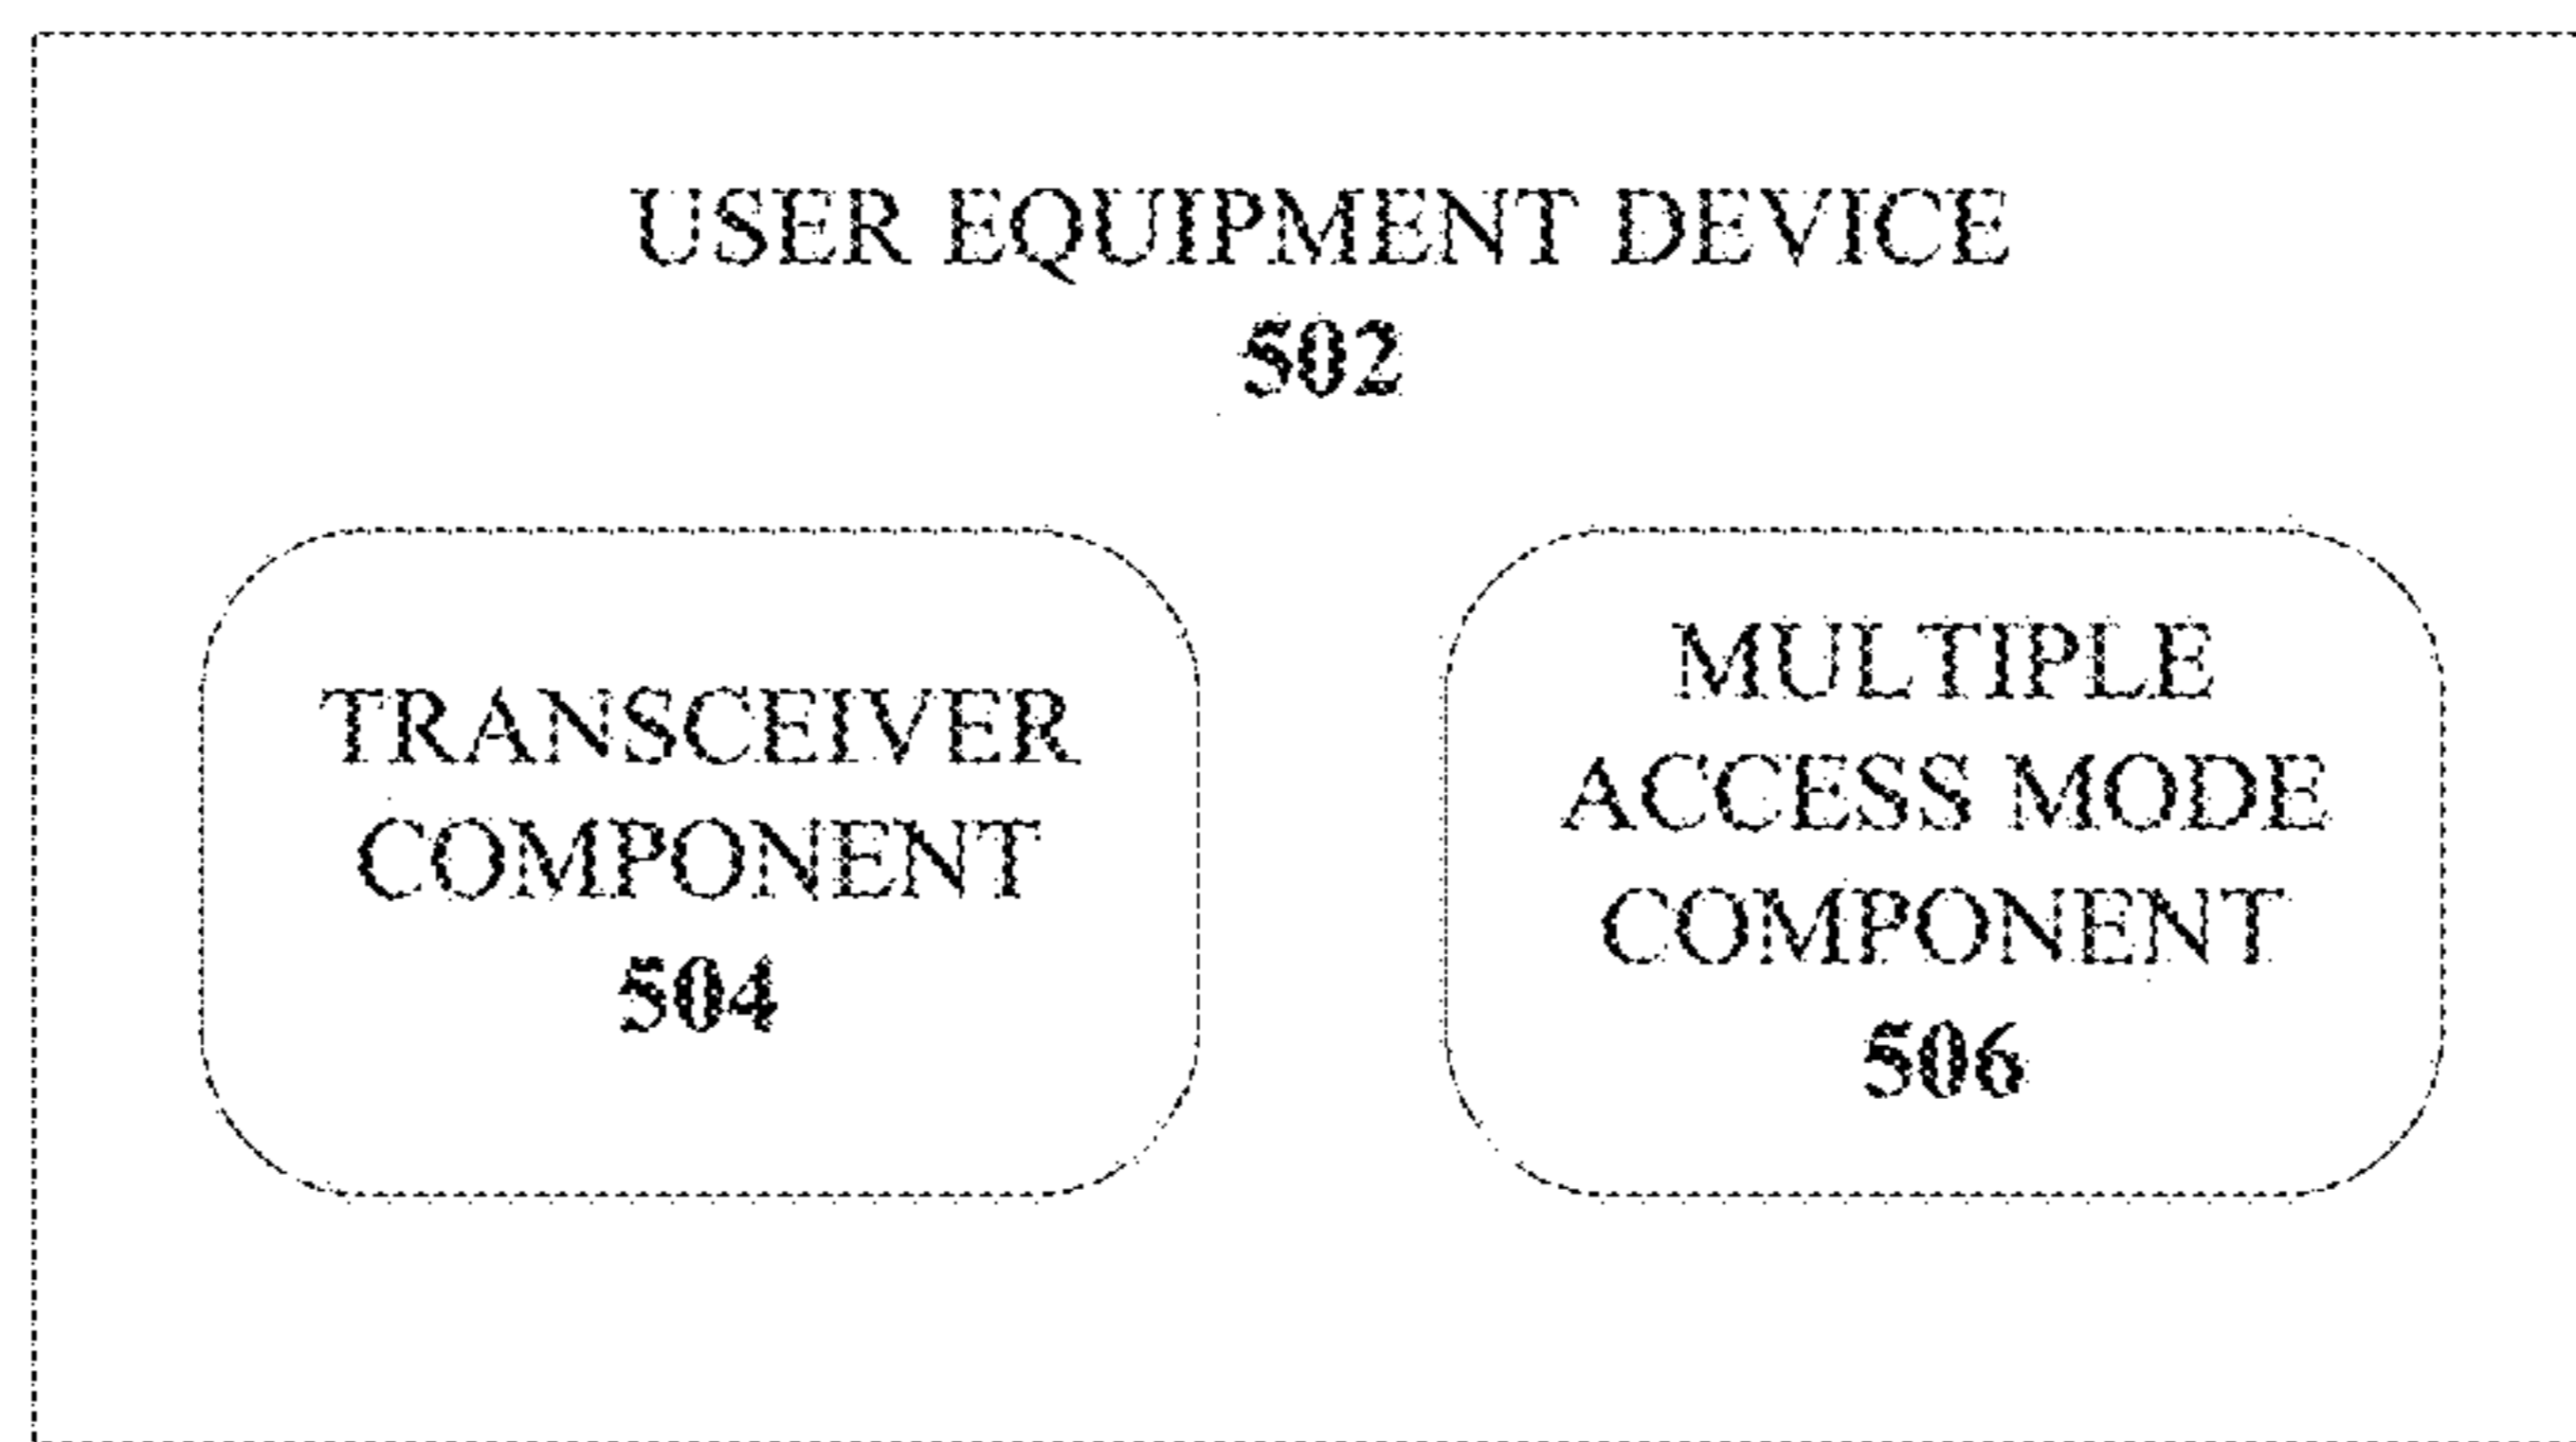 USER EQUIPMENT DEVICE
502
TRANSCEIVER
COMPONENT
504
MULTIPLE
ACCESS MODE
COMPONENT
506